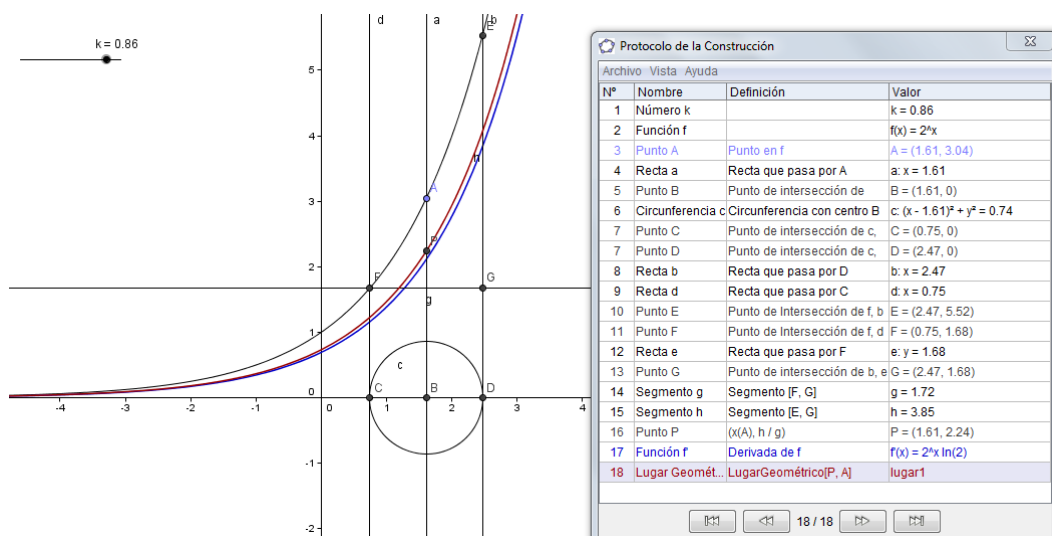 k = 0.86
d a b
E
5
4
h
A
3
P
2
F G
g
1
c
C B D
0
-4 -3 -2 -1 0 1 2 3 4
-1
-2
Protocolo de la Construcción
Archivo Vista Ayuda
Nº Nombre Definición Valor
1 Número k k = 0.86
2 Función f f(x) = 2^x
3 Punto A Punto en f A = (1.61, 3.04)
4 Recta a Recta que pasa por A a: x = 1.61
5 Punto B Punto de intersección de B = (1.61, 0)
6 Circunferencia c Circunferencia con centro B c: (x - 1.61)² + y² = 0.74
7 Punto C Punto de intersección de c, C = (0.75, 0)
7 Punto D Punto de intersección de c, D = (2.47, 0)
8 Recta b Recta que pasa por D b: x = 2.47
9 Recta d Recta que pasa por C d: x = 0.75
10 Punto E Punto de Intersección de f, b E = (2.47, 5.52)
11 Punto F Punto de Intersección de f, d F = (0.75, 1.68)
12 Recta e Recta que pasa por F e: y = 1.68
13 Punto G Punto de intersección de b, e G = (2.47, 1.68)
14 Segmento g Segmento [F, G] g = 1.72
15 Segmento h Segmento [E, G] h = 3.85
16 Punto P (x(A), h / g) P = (1.61, 2.24)
17 Función f' Derivada de f f'(x) = 2^x ln(2)
18 Lugar Geomét... LugarGeométrico[P, A] lugar1
18 / 18